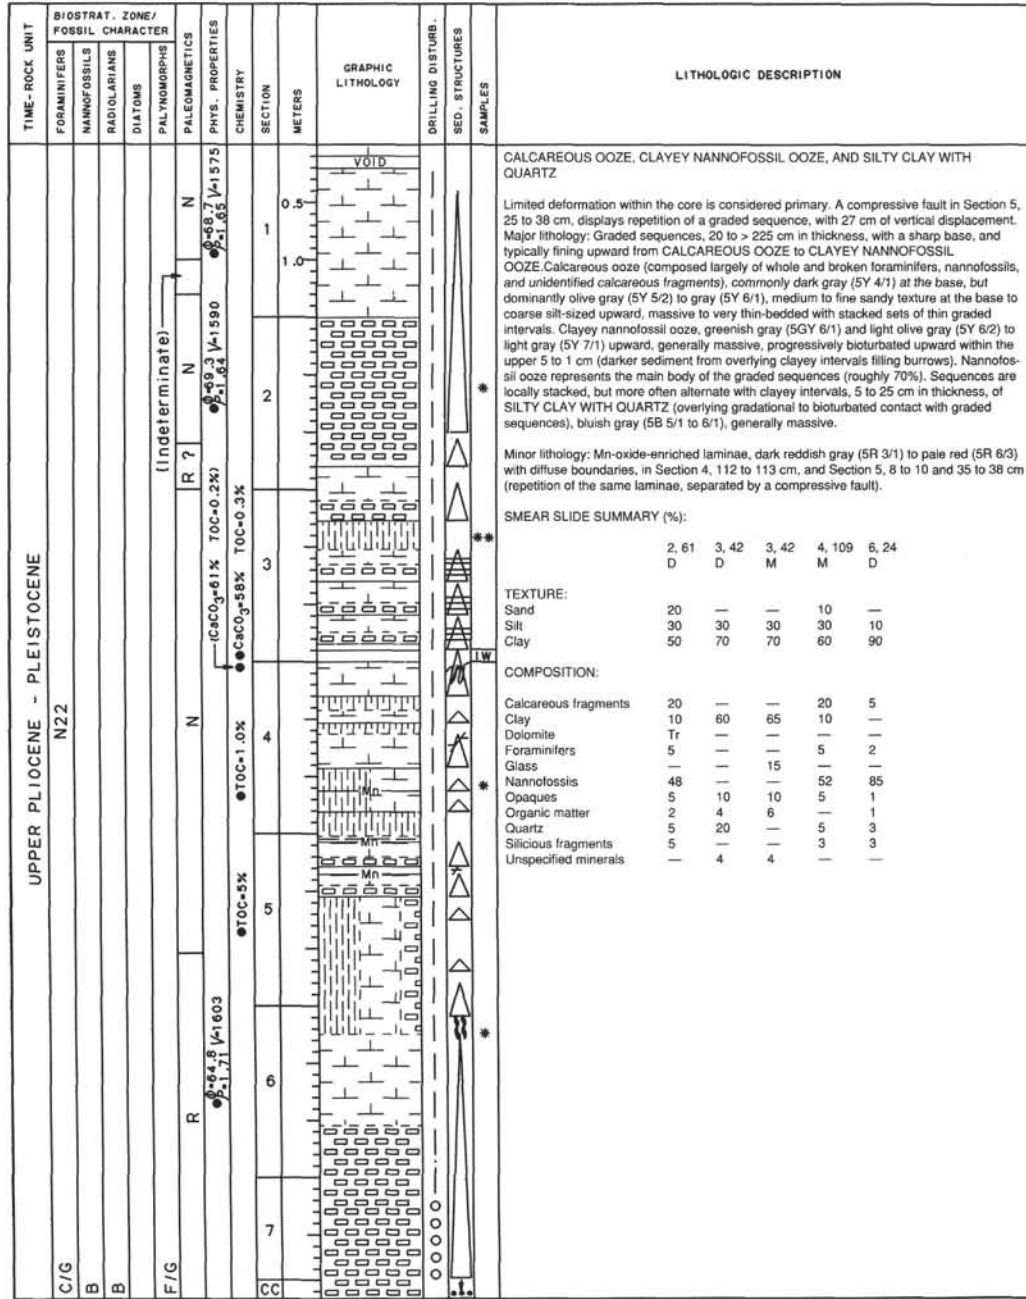 TIME-ROCK UNIT
BIOSTRAT. ZONE/
FOSSIL CHARACTER
FORAMINIFERS
NANNOFOSSILS
RADIOLARIANS
DIATOMS
PALYNOMORPHS
PALEOMAGNETICS
PHYS. PROPERTIES
CHEMISTRY
SECTION
METERS
GRAPHIC
LITHOLOGY
DRILLING DISTURB.
SED. STRUCTURES
SAMPLES
LITHOLOGIC DESCRIPTION
UPPER PLIOCENE - PLEISTOCENE
N22
C/G
B
B
F/G
(Indeterminate)
N
N
R ?
N
R
Φ=68.7 V=1575
ρ=1.65
Φ=69.3 V=1590
ρ=1.64
(CaCO3=61% TOC=0.2%)
CaCO3=58% TOC=0.3%
TOC=1.0%
TOC=5%
Φ=64.8 V=1603
ρ=1.71
1
2
3
4
5
6
7
CC
0.5
1.0
VOID
Mn
Mn
Mn
*
**
IW
*
*
CALCAREOUS OOZE, CLAYEY NANNOFOSSIL OOZE, AND SILTY CLAY WITH
QUARTZ
Limited deformation within the core is considered primary. A compressive fault in Section 5,
25 to 38 cm, displays repetition of a graded sequence, with 27 cm of vertical displacement.
Major lithology: Graded sequences, 20 to > 225 cm in thickness, with a sharp base, and
typically fining upward from CALCAREOUS OOZE to CLAYEY NANNOFOSSIL
OOZE.Calcareous ooze (composed largely of whole and broken foraminifers, nannofossils,
and unidentified calcareous fragments), commonly dark gray (5Y 4/1) at the base, but
dominantly olive gray (5Y 5/2) to gray (5Y 6/1), medium to fine sandy texture at the base to
coarse silt-sized upward, massive to very thin-bedded with stacked sets of thin graded
intervals. Clayey nannofossil ooze, greenish gray (5GY 6/1) and light olive gray (5Y 6/2) to
light gray (5Y 7/1) upward, generally massive, progressively bioturbated upward within the
upper 5 to 1 cm (darker sediment from overlying clayey intervals filling burrows). Nannofos-
sil ooze represents the main body of the graded sequences (roughly 70%). Sequences are
locally stacked, but more often alternate with clayey intervals, 5 to 25 cm in thickness, of
SILTY CLAY WITH QUARTZ (overlying gradational to bioturbated contact with graded
sequences), bluish gray (5B 5/1 to 6/1), generally massive.
Minor lithology: Mn-oxide-enriched laminae, dark reddish gray (5R 3/1) to pale red (5R 6/3)
with diffuse boundaries, in Section 4, 112 to 113 cm, and Section 5, 8 to 10 and 35 to 38 cm
(repetition of the same laminae, separated by a compressive fault).
SMEAR SLIDE SUMMARY (%):
2, 61 3, 42 3, 42 4, 109 6, 24
D D M M D
TEXTURE:
Sand 20 — — 10 —
Silt 30 30 30 30 10
Clay 50 70 70 60 90
COMPOSITION:
Calcareous fragments 20 — — 20 5
Clay 10 60 65 10 —
Dolomite Tr — — — —
Foraminifers 5 — — 5 2
Glass — — 15 — —
Nannofossils 48 — — 52 85
Opaques 5 10 10 5 1
Organic matter 2 4 6 — 1
Quartz 5 20 — 5 3
Silicious fragments 5 — — 3 3
Unspecified minerals — 4 4 — —